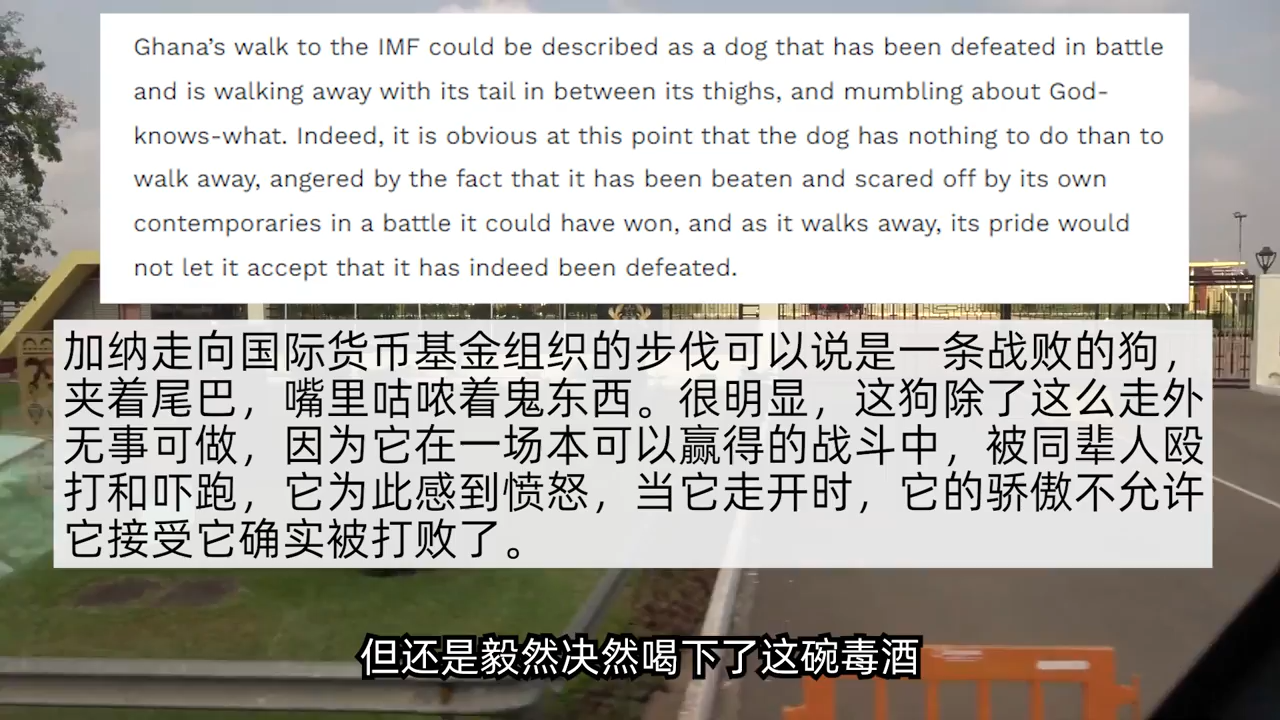 Ghana’s walk to the IMF could be described as a dog that has been defeated in battle
and is walking away with its tail in between its thighs, and mumbling about God-
knows-what. Indeed, it is obvious at this point that the dog has nothing to do than to
walk away, angered by the fact that it has been beaten and scared off by its own
contemporaries in a battle it could have won, and as it walks away, its pride would
not let it accept that it has indeed been defeated.
加纳走向国际货币基金组织的步伐可以说是一条战败的狗，
夹着尾巴，嘴里咕哝着鬼东西。很明显，这狗除了这么走外
无事可做，因为它在一场本可以赢得的战斗中，被同辈人殴
打和吓跑，它为此感到愤怒，当它走开时，它的骄傲不允许
它接受它确实被打败了。
但还是毅然决然喝下了这碗毒酒